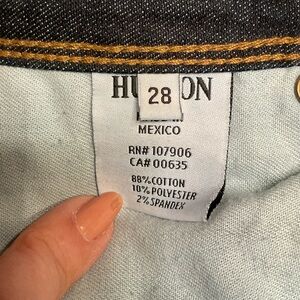 HU ON
28
MEXICO
RN# 107906
CA# 00635
88% COTTON
10% POLYESTER
2% SPANDEX